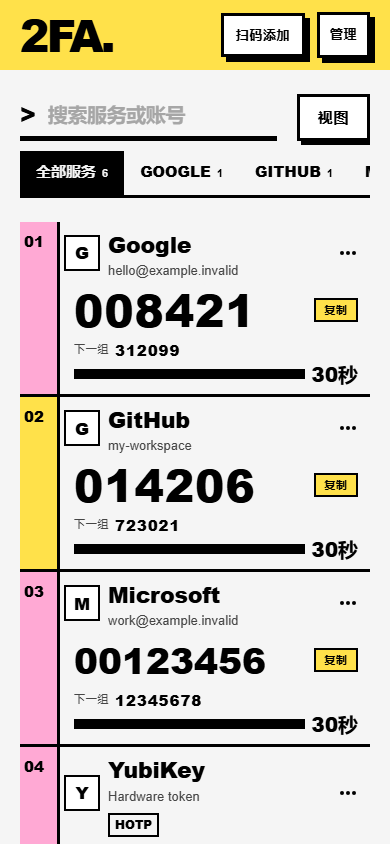 2FA.
扫码添加
管理
> 搜索服务或账号
视图
全部服务 6
GOOGLE 1
GITHUB 1
01
G
Google
hello@example.invalid
008421
复制
下一组 312099
30秒
02
G
GitHub
my-workspace
014206
复制
下一组 723021
30秒
03
M
Microsoft
work@example.invalid
00123456
复制
下一组 12345678
30秒
04
Y
YubiKey
Hardware token
HOTP